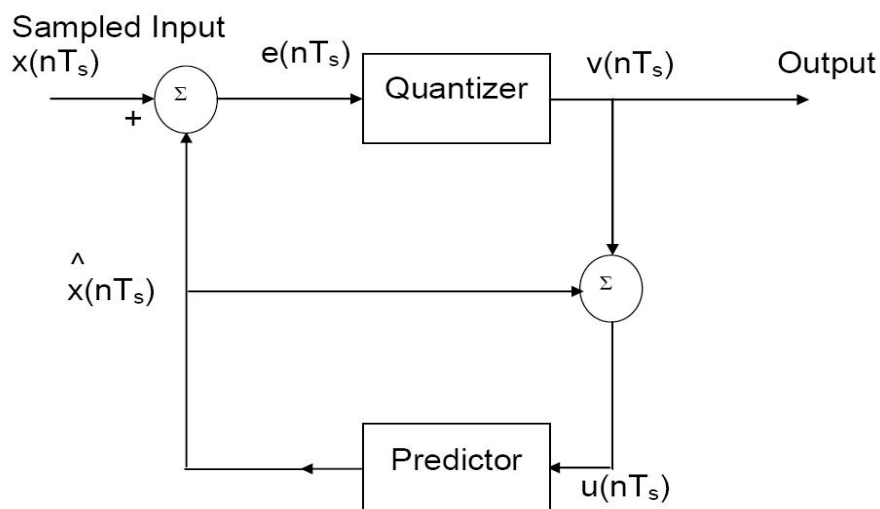 Sampled Input
x(nTₛ)
e(nTₛ)
v(nTₛ)
Output
Σ
Quantizer
+
^
x(nTₛ)
Σ
Predictor
u(nTₛ)